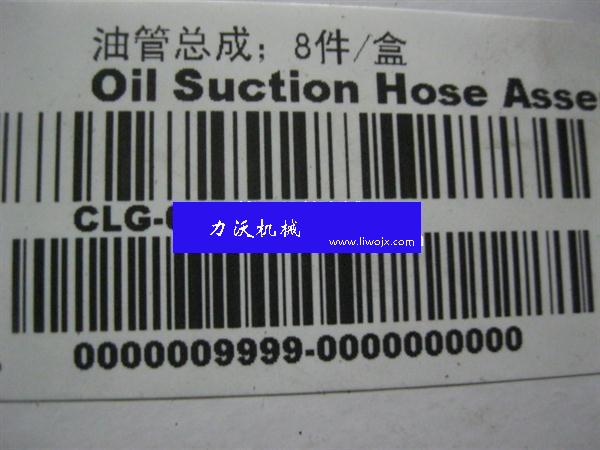 油管总成；8件/盒
Oil Suction Hose Asse
CLG-
力沃机械
www.liwojx.com
0000009999-0000000000